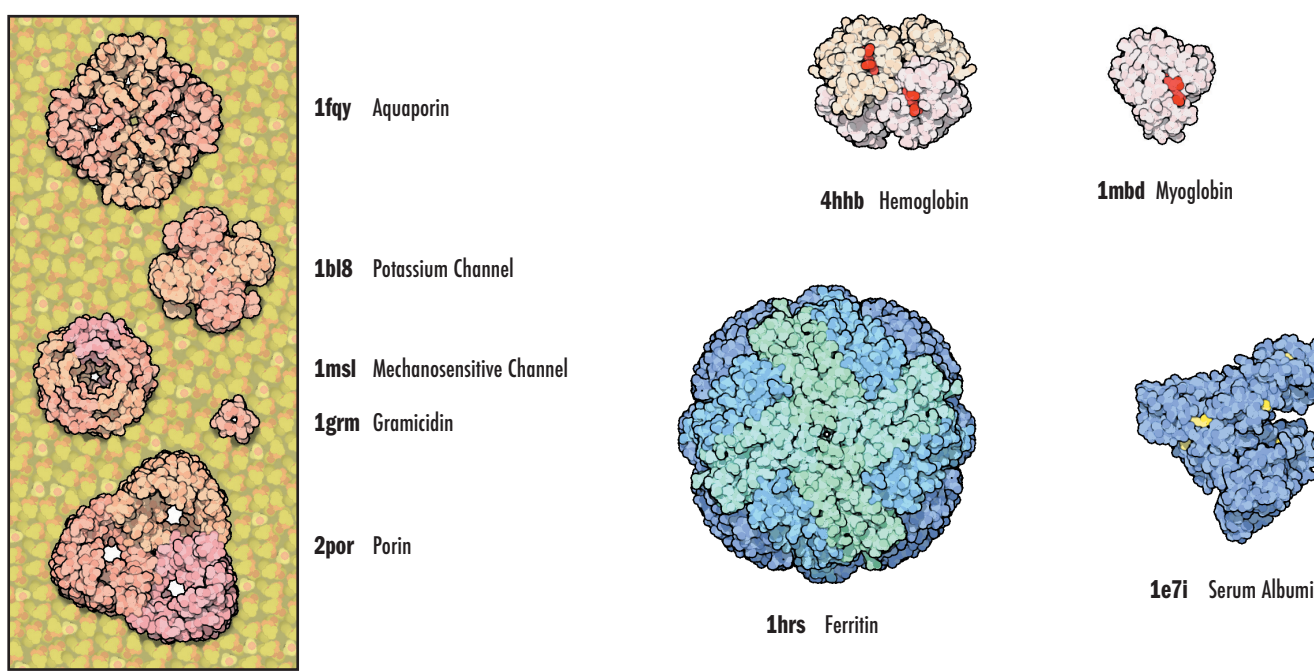 1fqy Aquaporin
1bl8 Potassium Channel
1msl Mechanosensitive Channel
1grm Gramicidin
2por Porin
4hhb Hemoglobin
1mbd Myoglobin
1hrs Ferritin
1e7i Serum Albumi